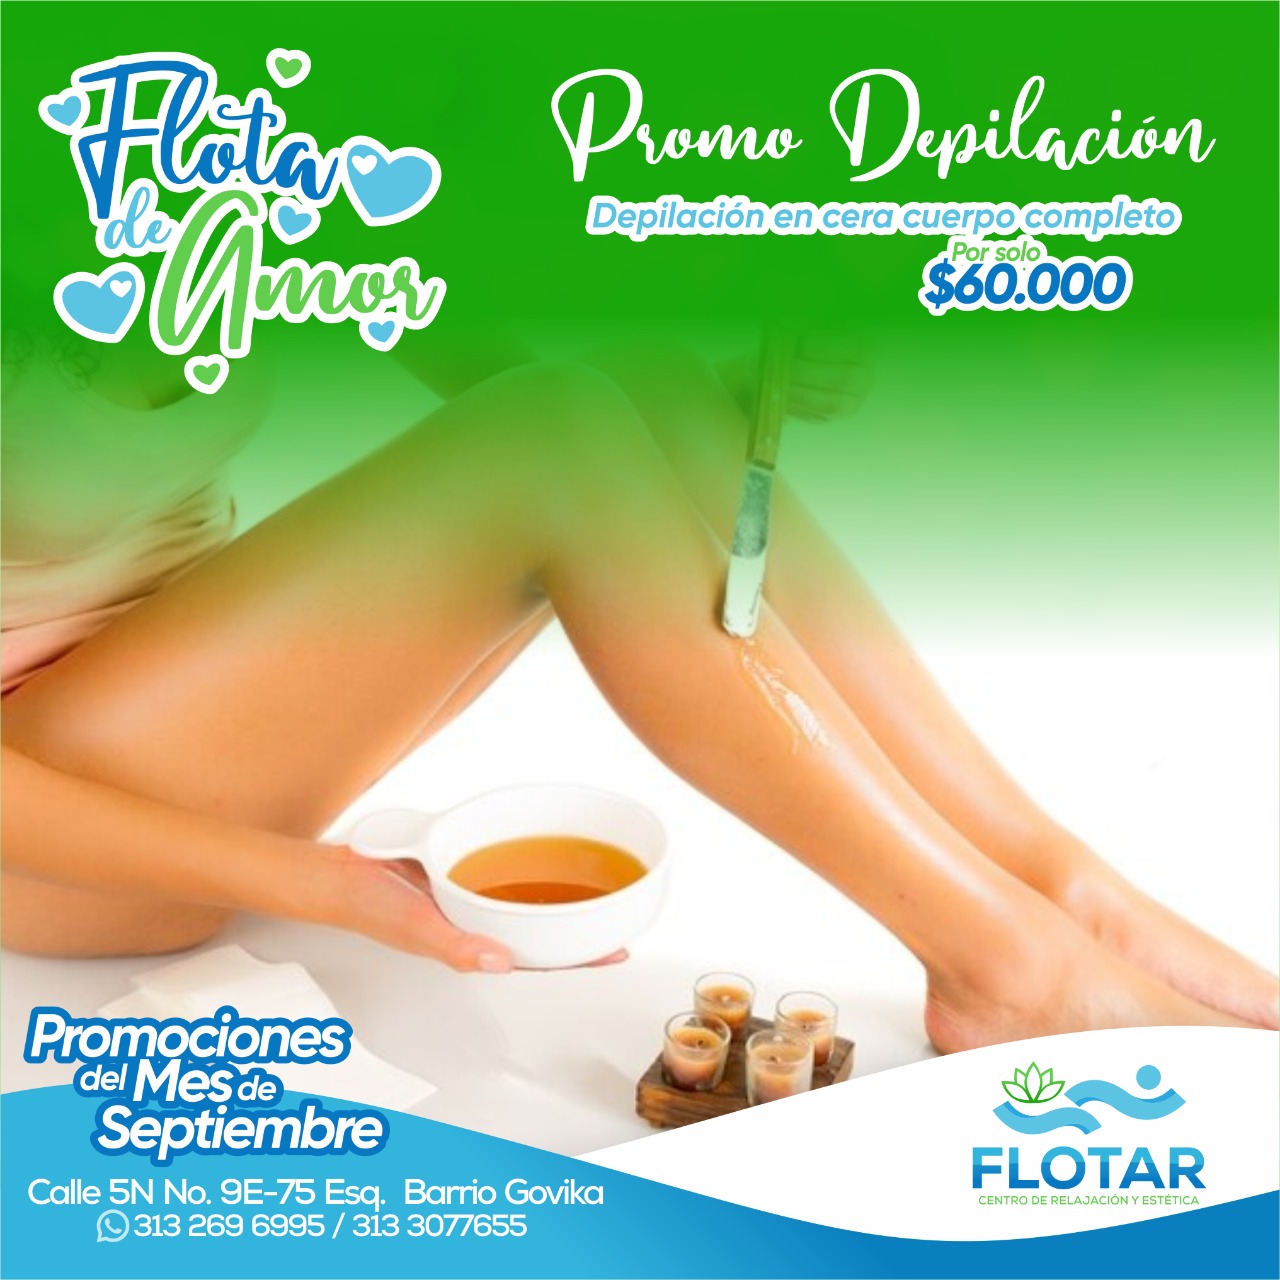 Flota
de
Amor
Promo Depilación
Depilación en cera cuerpo completo
Por solo
$60.000
Promociones
del Mes de
Septiembre
Calle 5N No. 9E-75 Esq. Barrio Govika
313 269 6995 / 313 3077655
FLOTAR
CENTRO DE RELAJACIÓN Y ESTÉTICA